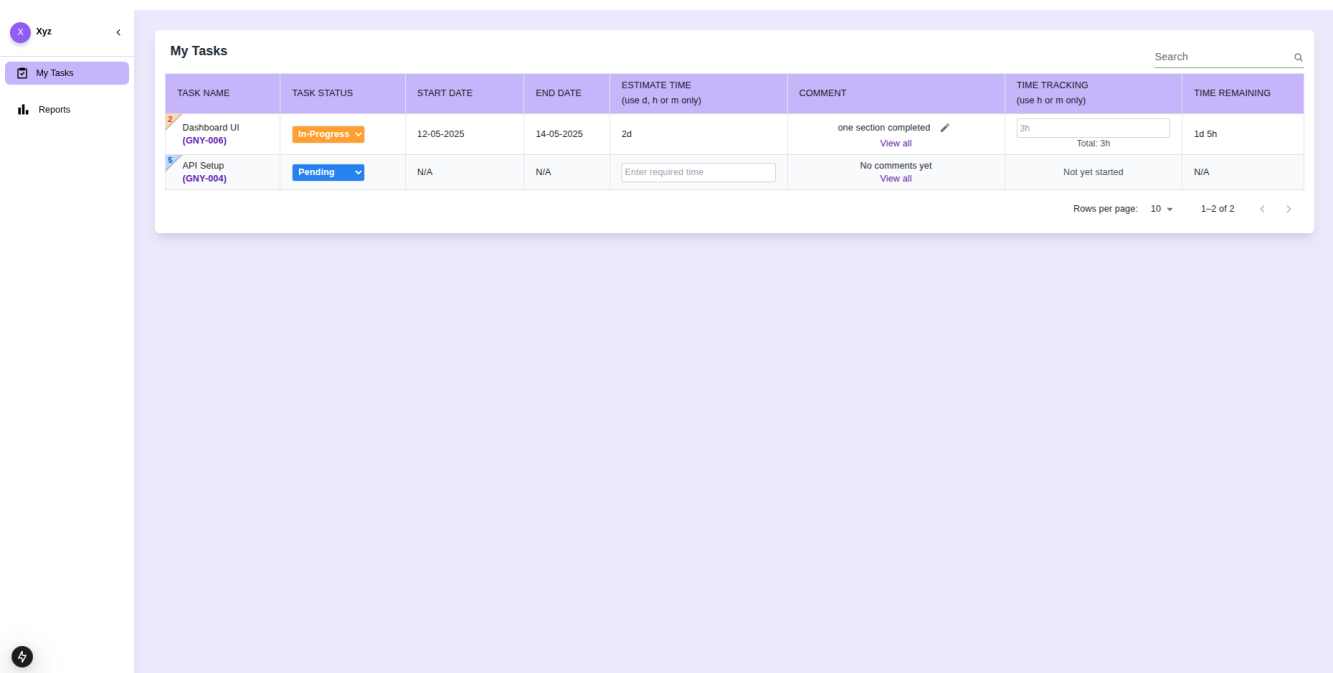 X Xyz
My Tasks
Reports
My Tasks
Search
TASK NAME TASK STATUS START DATE END DATE ESTIMATE TIME COMMENT TIME TRACKING TIME REMAINING
(use d, h or m only) (use h or m only)
2 Dashboard UI In-Progress 12-05-2025 14-05-2025 2d one section completed 3h 1d 5h
(GNY-006) View all Total: 3h
5 API Setup Pending N/A N/A Enter required time No comments yet Not yet started N/A
(GNY-004) View all
Rows per page: 10 1–2 of 2